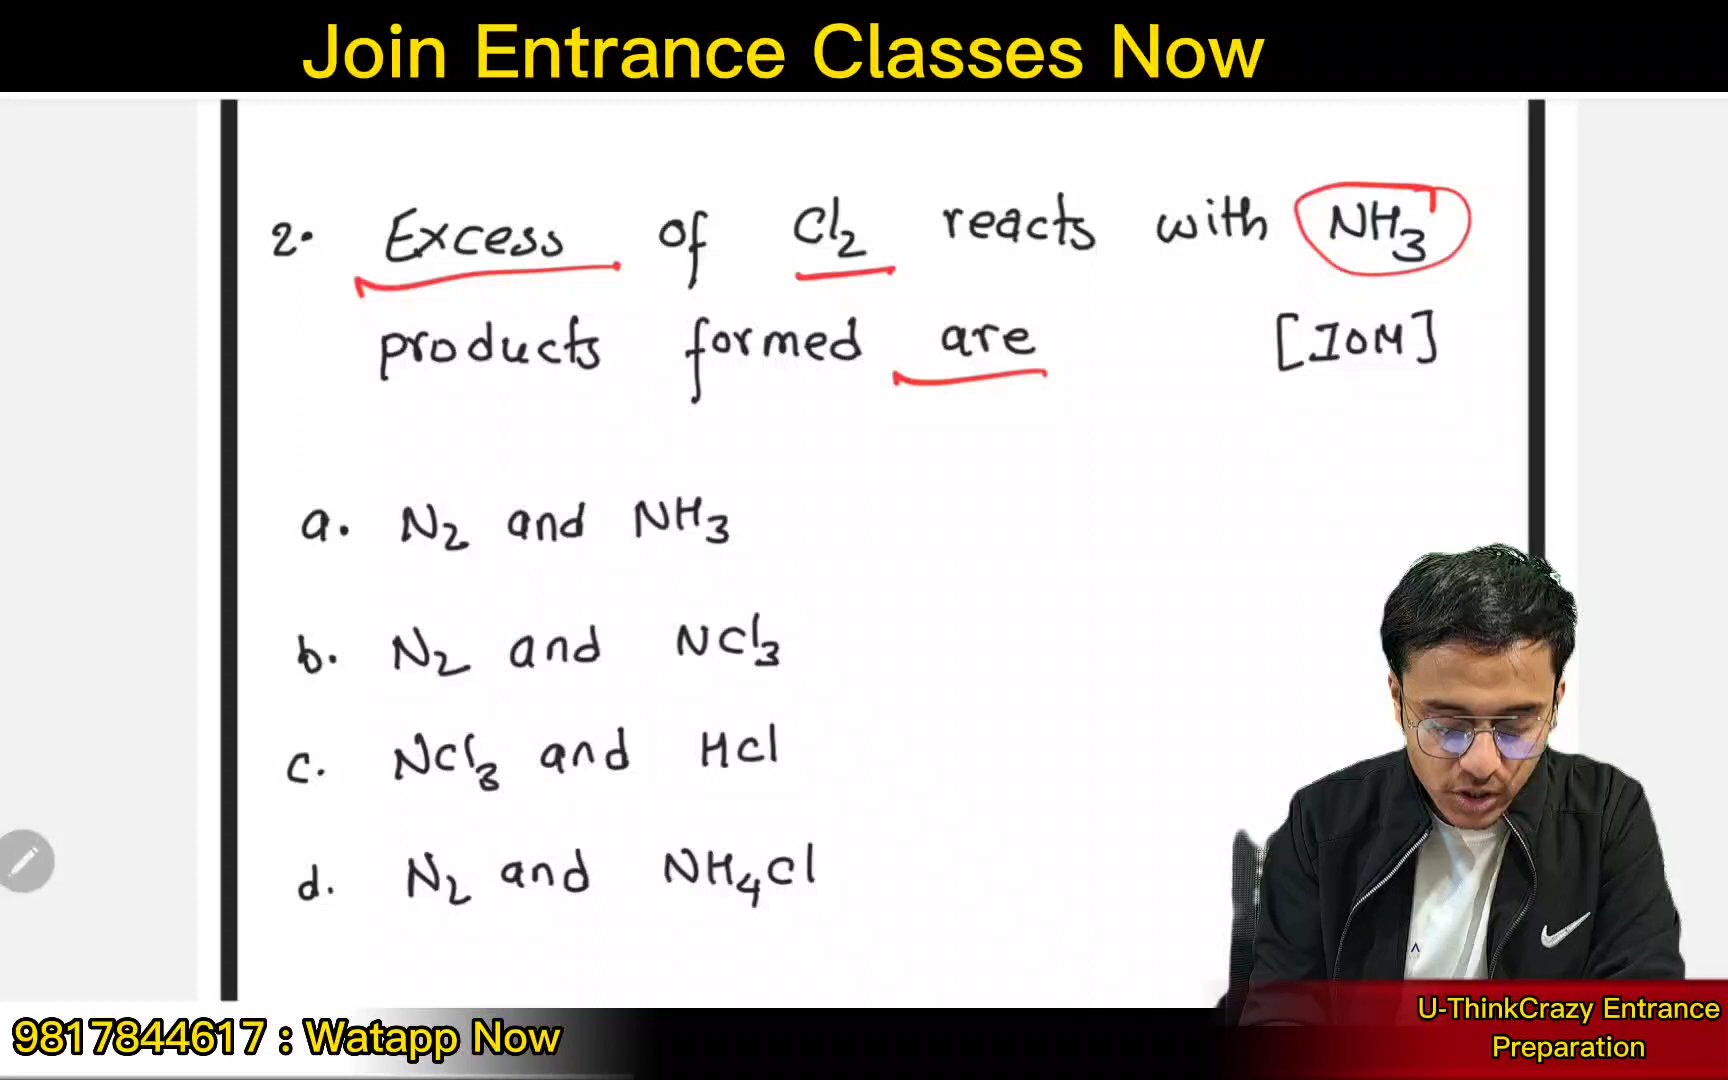 Join Entrance Classes Now
2. Excess of Cl₂ reacts with NH₃
products formed are [IOM]
a. N₂ and NH₃
b. N₂ and NCl₃
c. NCl₃ and HCl
d. N₂ and NH₄Cl
9817844617 : Watapp Now
U-ThinkCrazy Entrance
Preparation